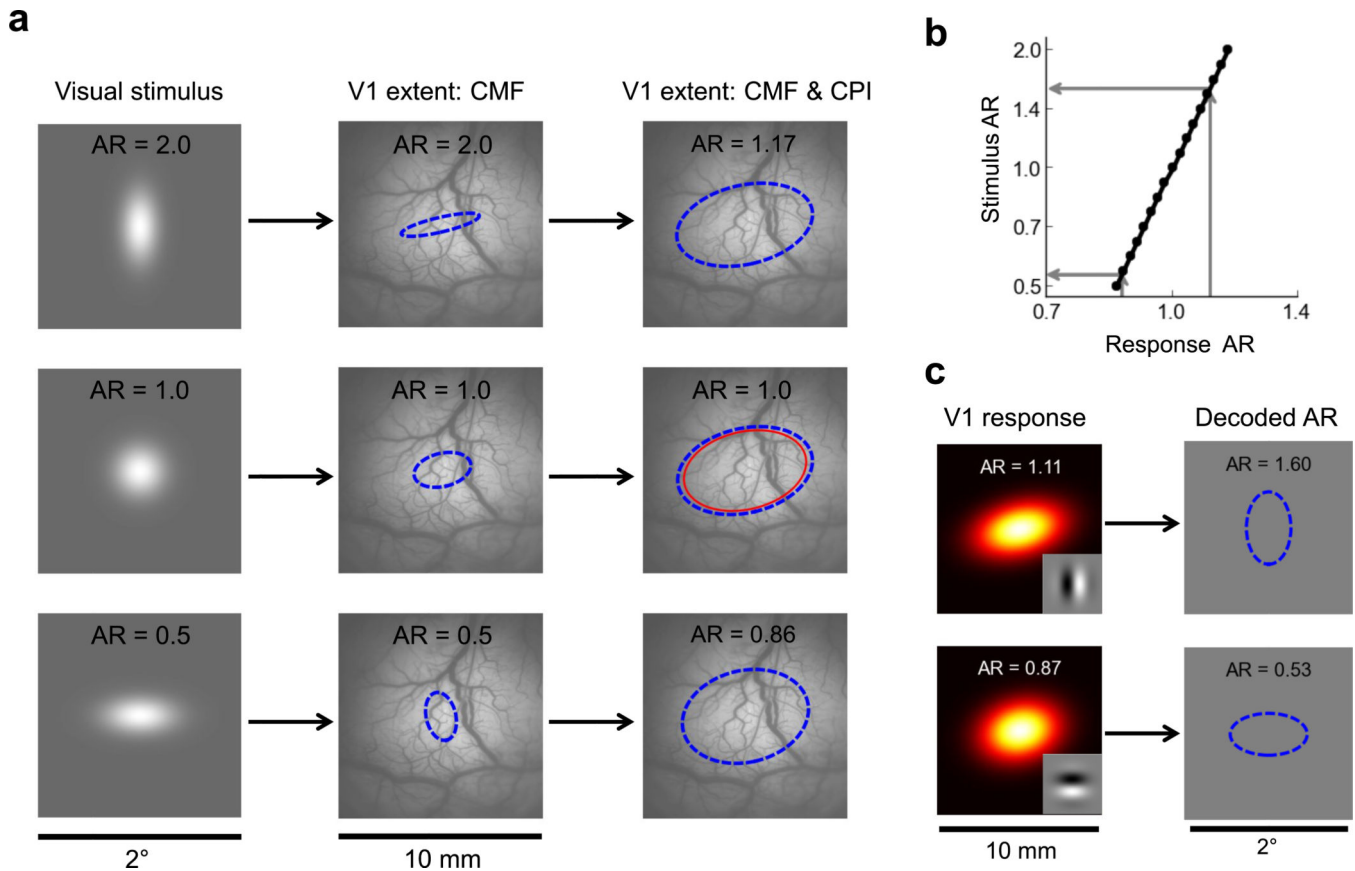 a
Visual stimulus
V1 extent: CMF
V1 extent: CMF & CPI
AR = 2.0
AR = 2.0
AR = 1.17
AR = 1.0
AR = 1.0
AR = 1.0
AR = 0.5
AR = 0.5
AR = 0.86
2°
10 mm
b
Stimulus AR
2.0
1.4
1.0
0.7
0.5
0.7
1.0
1.4
Response AR
c
V1 response
Decoded AR
AR = 1.11
AR = 1.60
AR = 0.87
AR = 0.53
10 mm
2°